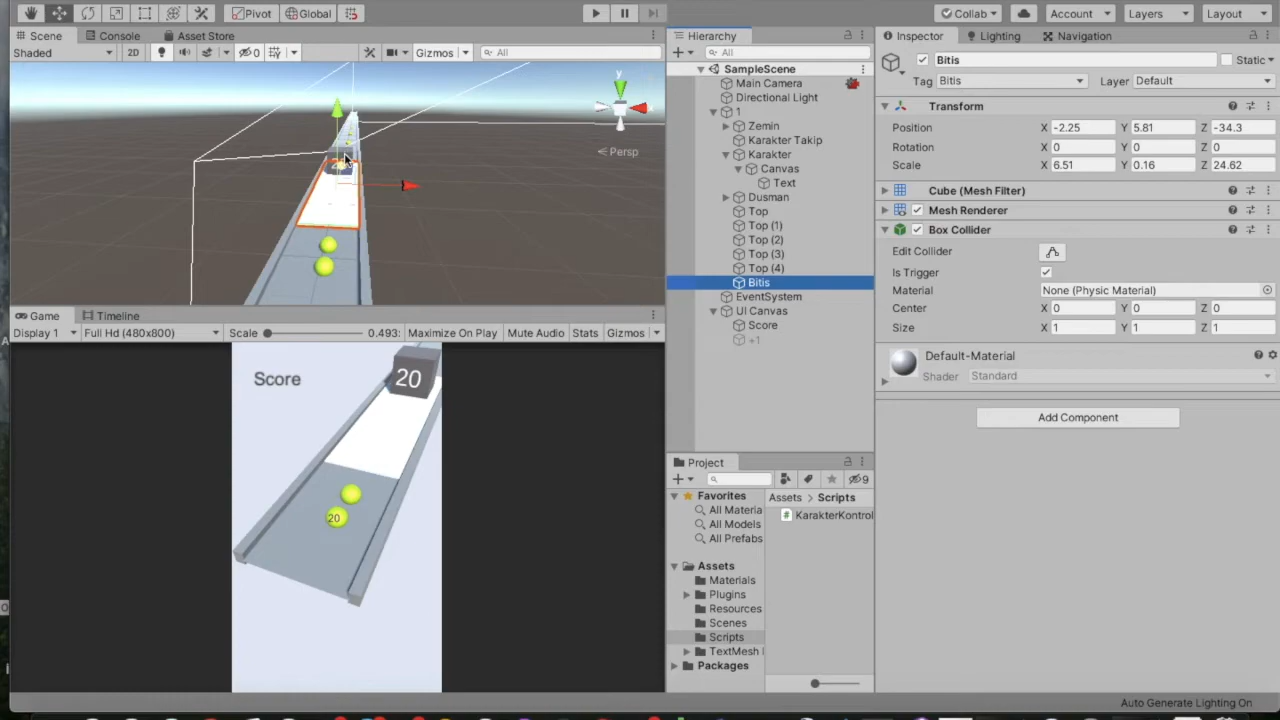 Pivot Global Collab Account Layers Layout
Scene Console Asset Store
Shaded 2D 0 Gizmos All
y
Persp
Game Timeline
Display 1 Full Hd (480x800) Scale 0.493: Maximize On Play Mute Audio Stats Gizmos
Score
20
20
Hierarchy
All
SampleScene
Main Camera
Directional Light
1
Zemin
Karakter Takip
Karakter
Canvas
Text
Dusman
Top
Top (1)
Top (2)
Top (3)
Top (4)
Bitis
EventSystem
UI Canvas
Score
+1
Project
9
Favorites
All Materia
All Models
All Prefabs
Assets
Materials
Plugins
Resources
Scenes
Scripts
TextMesh
Packages
Assets > Scripts
# KarakterKontrol
Inspector Lighting Navigation
Bitis Static
Tag Bitis Layer Default
Transform
Position X -2.25 Y 5.81 Z -34.3
Rotation X 0 Y 0 Z 0
Scale X 6.51 Y 0.16 Z 24.62
Cube (Mesh Filter)
Mesh Renderer
Box Collider
Edit Collider
Is Trigger
Material None (Physic Material)
Center X 0 Y 0 Z 0
Size X 1 Y 1 Z 1
Default-Material
Shader Standard
Add Component
Auto Generate Lighting On